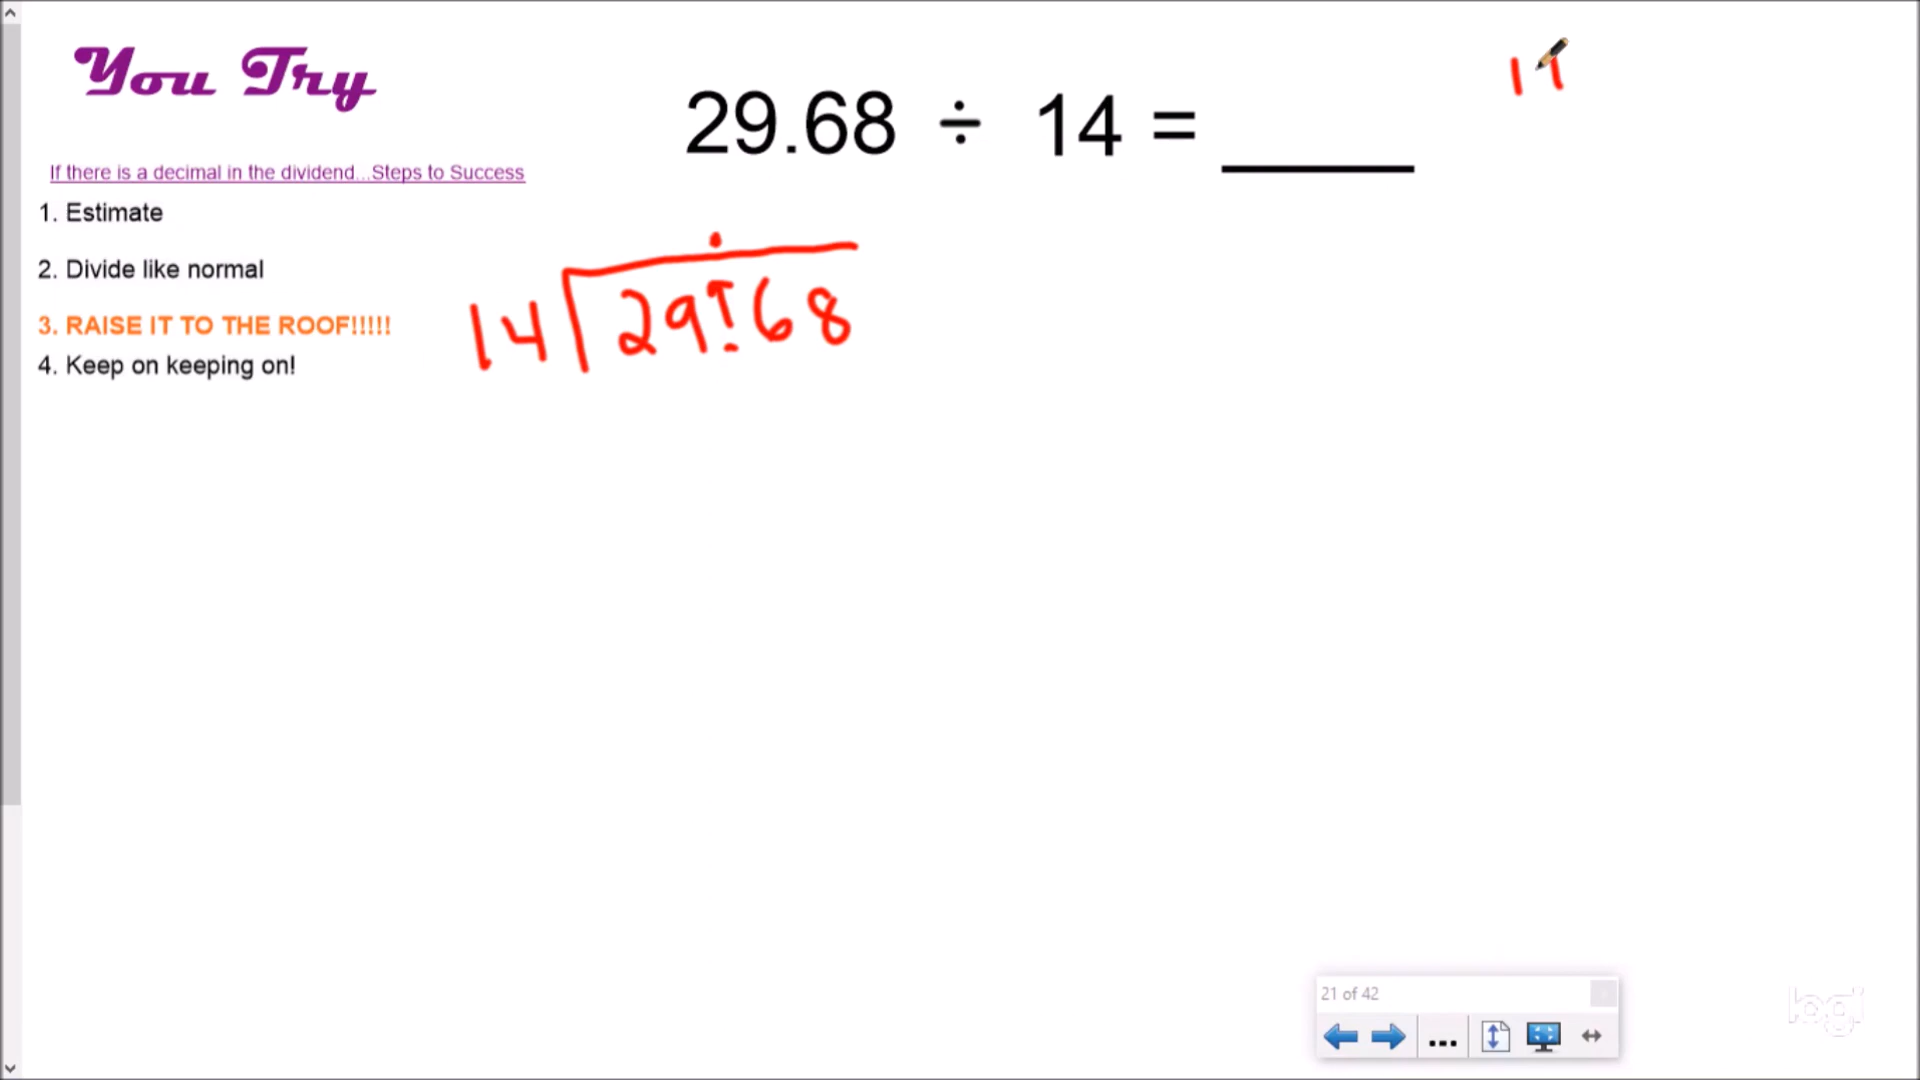 You Try
29.68 ÷ 14 = ______
If there is a decimal in the dividend...Steps to Success
1. Estimate
2. Divide like normal
3. RAISE IT TO THE ROOF!!!!!
4. Keep on keeping on!
.
14 29.68
21 of 42
...
logi